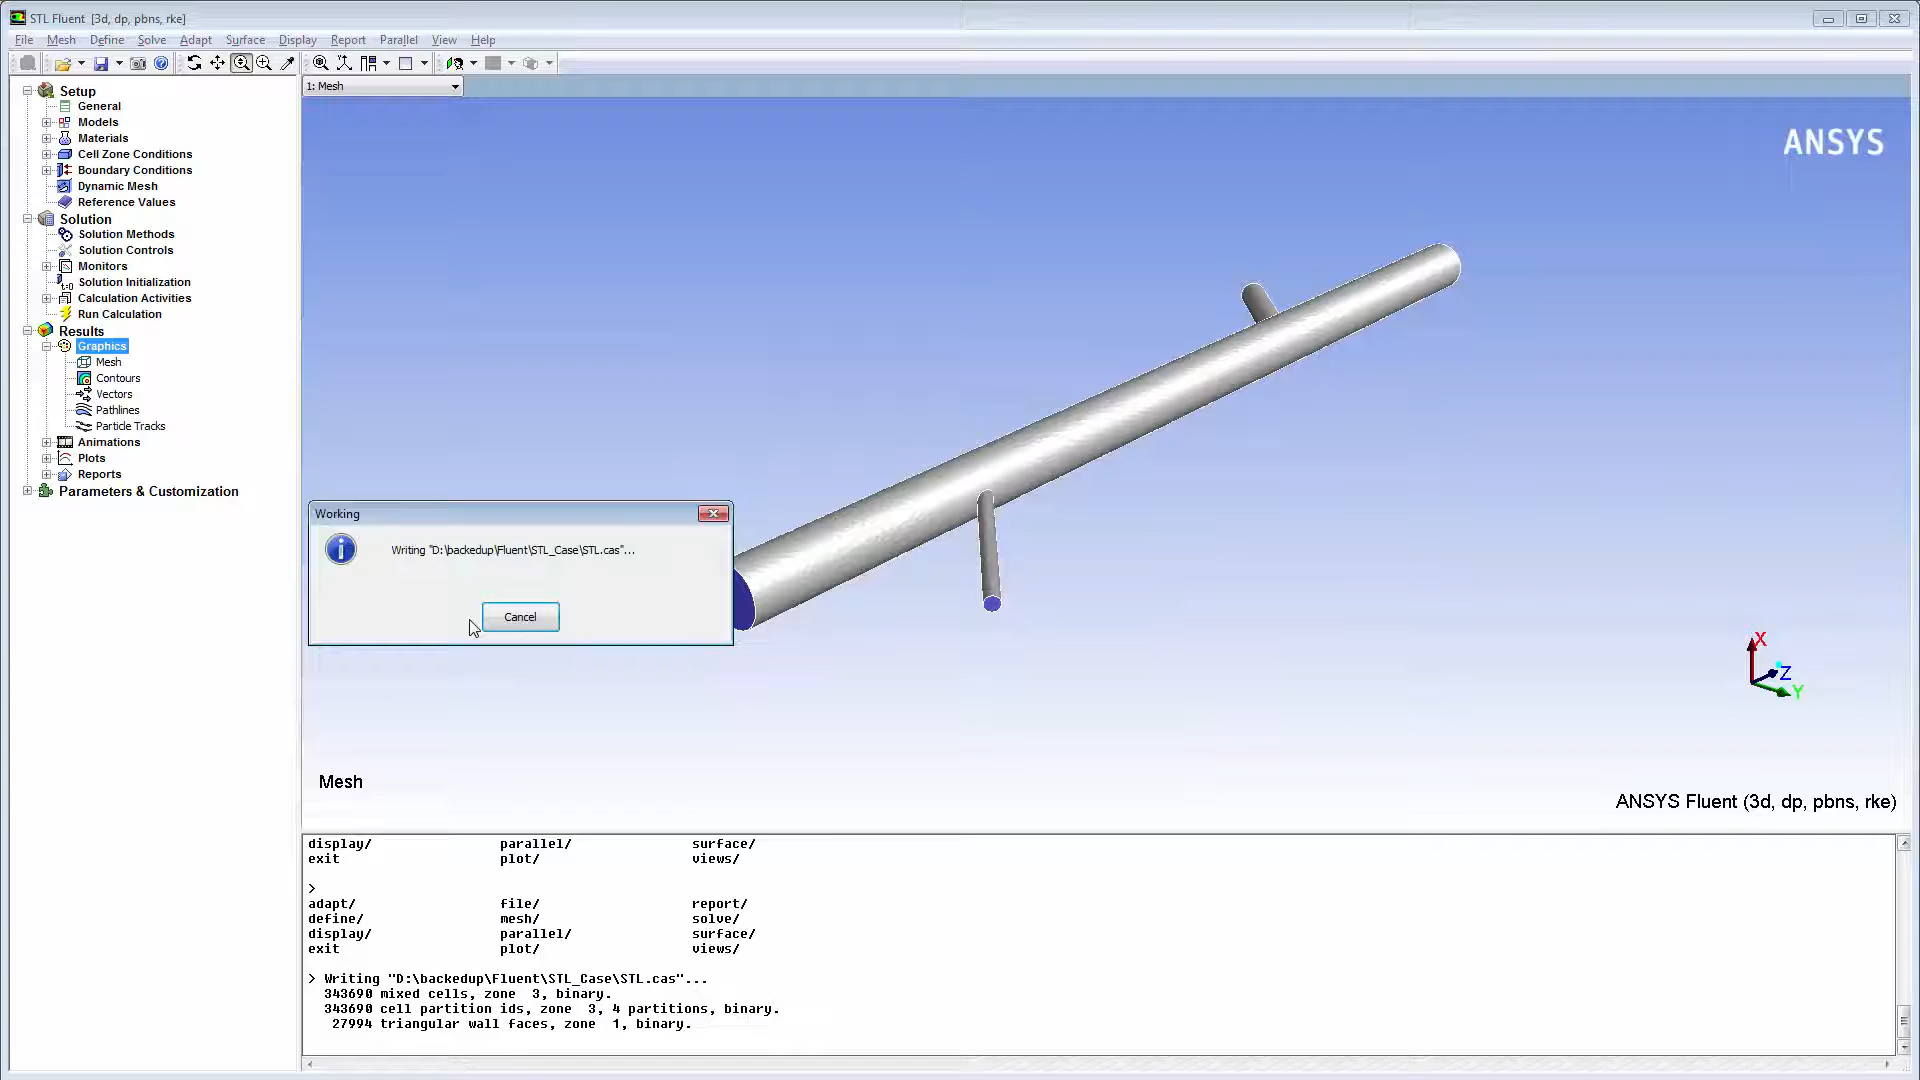 STL Fluent [3d, dp, pbns, rke]
File Mesh Define Solve Adapt Surface Display Report Parallel View Help
1: Mesh
Setup
General
Models
Materials
Cell Zone Conditions
Boundary Conditions
Dynamic Mesh
Reference Values
Solution
Solution Methods
Solution Controls
Monitors
Solution Initialization
Calculation Activities
Run Calculation
Results
Graphics
Mesh
Contours
Vectors
Pathlines
Particle Tracks
Animations
Plots
Reports
Parameters & Customization
ANSYS
Working
Writing "D:\backedup\Fluent\STL_Case\STL.cas"...
Cancel
X
Z
Y
Mesh
ANSYS Fluent (3d, dp, pbns, rke)
display/ parallel/ surface/
exit plot/ views/
>
adapt/ file/ report/
define/ mesh/ solve/
display/ parallel/ surface/
exit plot/ views/
> Writing "D:\backedup\Fluent\STL_Case\STL.cas"...
343690 mixed cells, zone 3, binary.
343690 cell partition ids, zone 3, 4 partitions, binary.
27994 triangular wall faces, zone 1, binary.